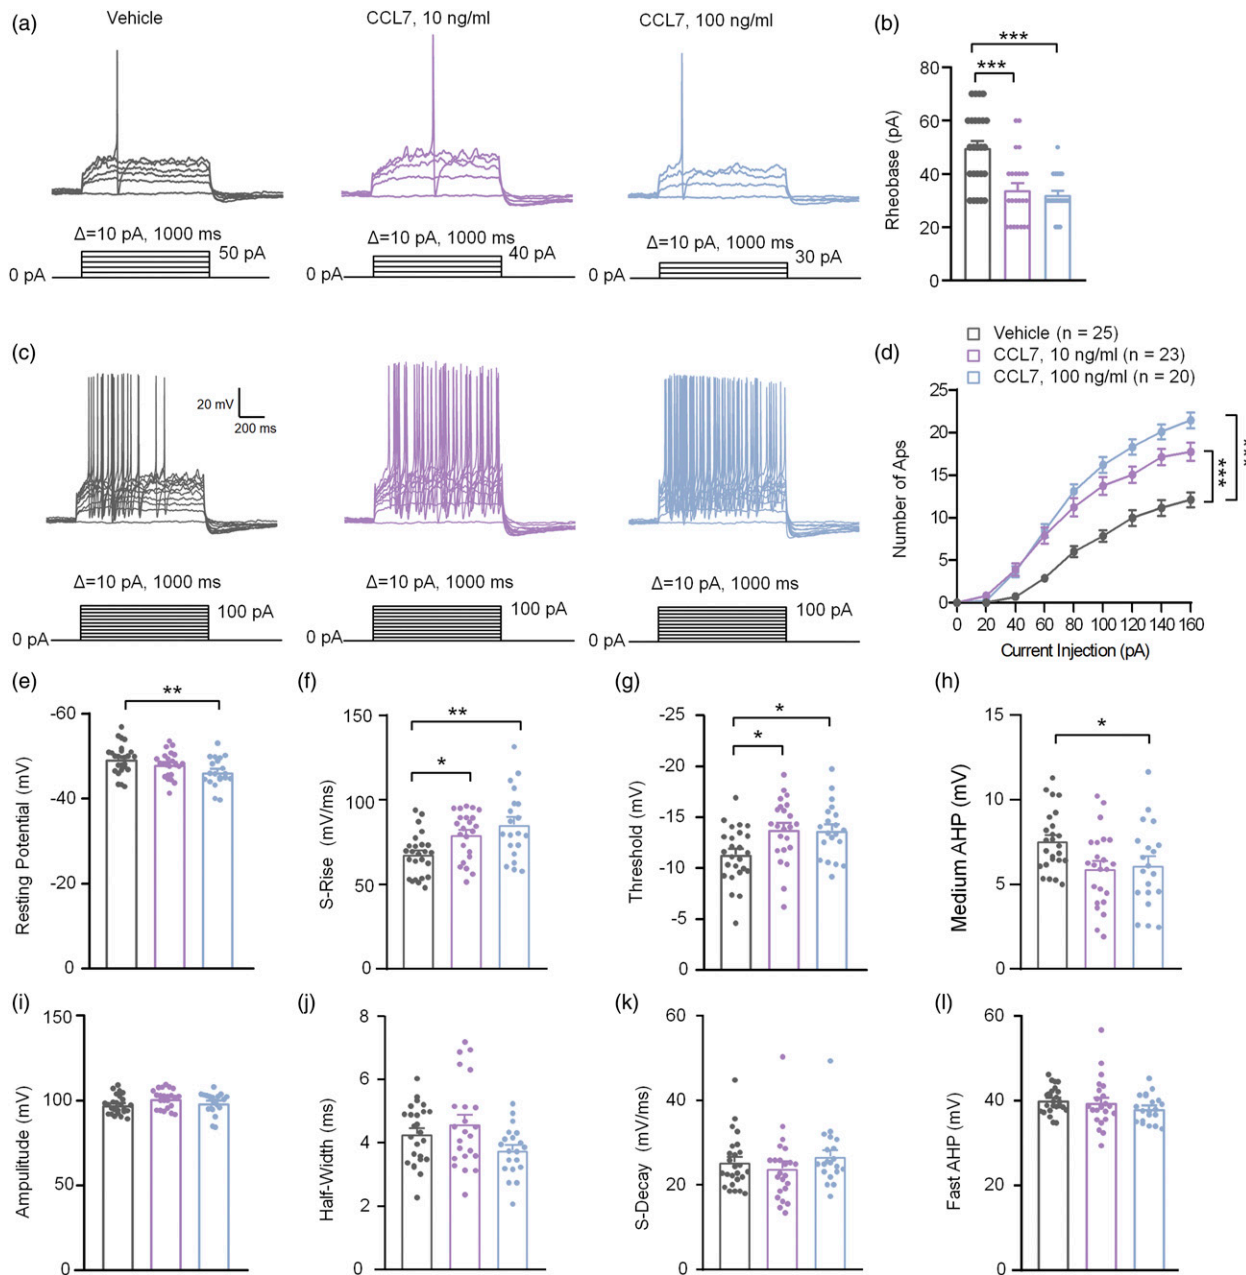 (a)
Vehicle
CCL7, 10 ng/ml
CCL7, 100 ng/ml
Δ=10 pA, 1000 ms
50 pA
0 pA
Δ=10 pA, 1000 ms
40 pA
0 pA
Δ=10 pA, 1000 ms
30 pA
0 pA
(b)
***
***
80
60
40
20
0
Rheobase (pA)
(c)
20 mV
200 ms
Δ=10 pA, 1000 ms
100 pA
0 pA
Δ=10 pA, 1000 ms
100 pA
0 pA
Δ=10 pA, 1000 ms
100 pA
0 pA
Vehicle (n = 25)
CCL7, 10 ng/ml (n = 23)
CCL7, 100 ng/ml (n = 20)
(d)
25
20
15
10
5
0
Number of Aps
***
***
0 20 40 60 80 100 120 140 160
Current Injection (pA)
(e)
**
-60
-40
-20
0
Resting Potential (mV)
(f)
**
*
150
100
50
0
S-Rise (mV/ms)
(g)
*
*
-25
-20
-15
-10
-5
0
Threshold (mV)
(h)
*
15
10
5
0
Medium AHP (mV)
(i)
150
100
50
0
Ampulitude (mV)
(j)
8
6
4
2
0
Half-Width (ms)
(k)
60
40
20
0
S-Decay (mV/ms)
(l)
60
40
20
0
Fast AHP (mV)